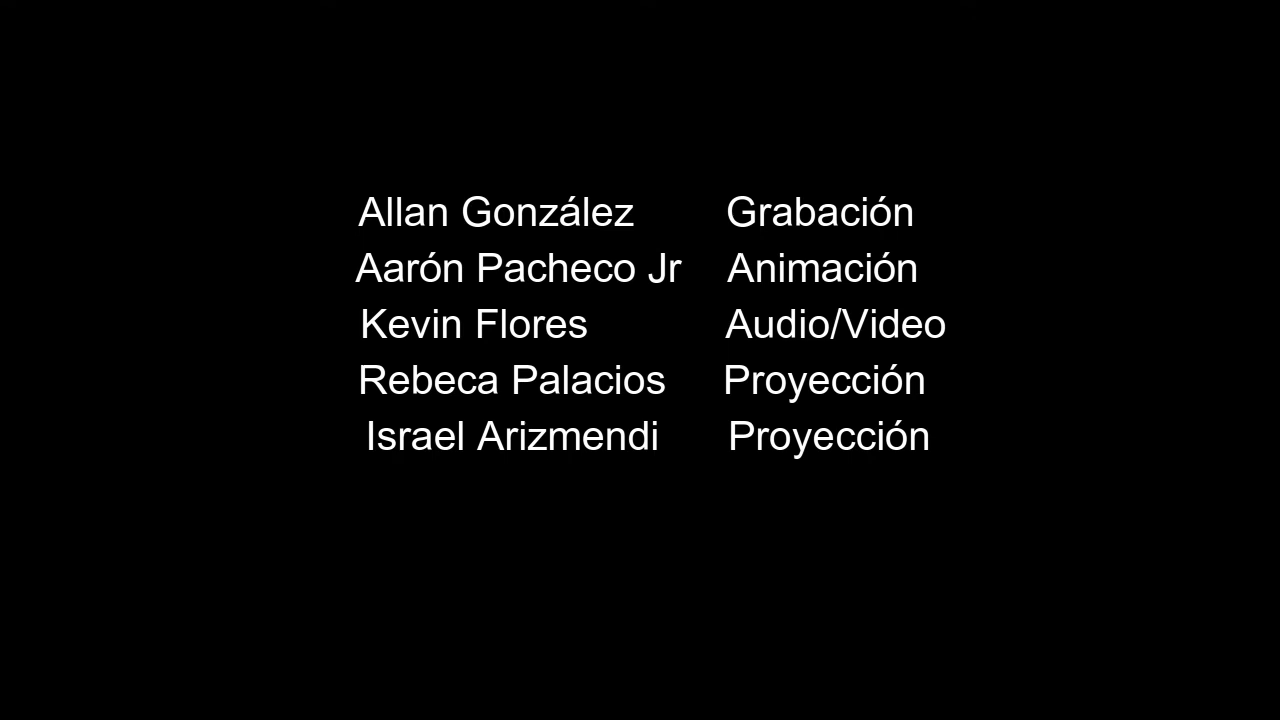 Allan González Grabación
Aarón Pacheco Jr Animación
Kevin Flores Audio/Video
Rebeca Palacios Proyección
Israel Arizmendi Proyección